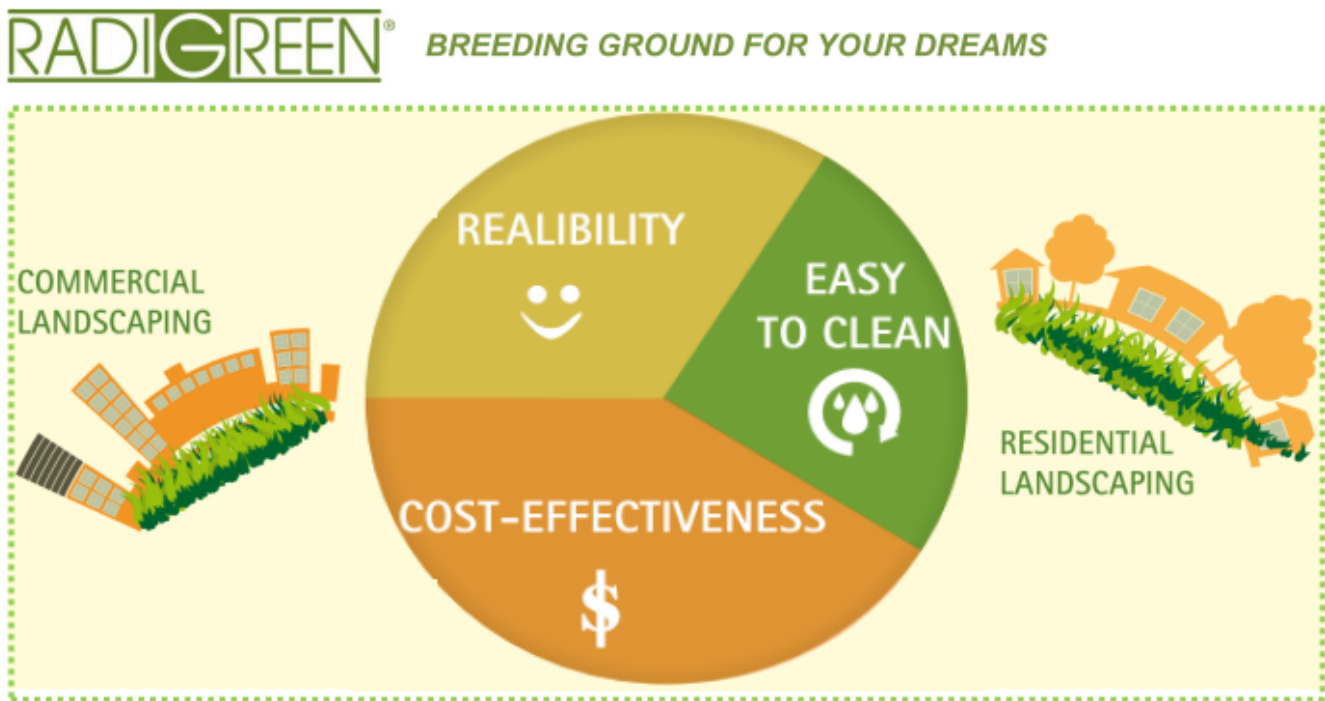 RADIGREEN® BREEDING GROUND FOR YOUR DREAMS
REALIBILITY
COMMERCIAL
LANDSCAPING
EASY
TO CLEAN
RESIDENTIAL
LANDSCAPING
COST-EFFECTIVENESS
$